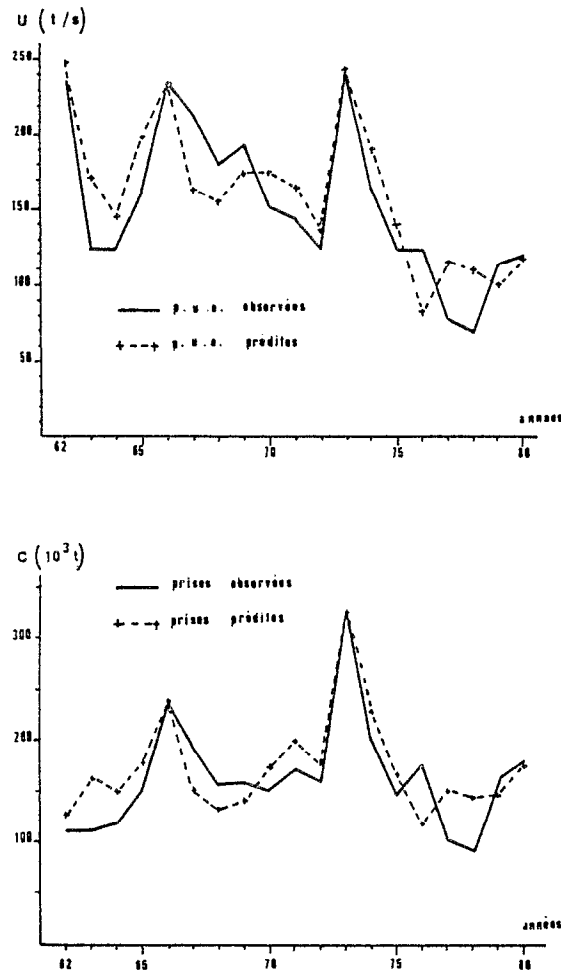 U (t/s)
250
200
150
100
50
p.u.e. observées
p.u.e. prédites
années
62 65 70 75 80
C (10³t)
prises observées
prises prédites
300
200
100
années
62 65 70 75 80